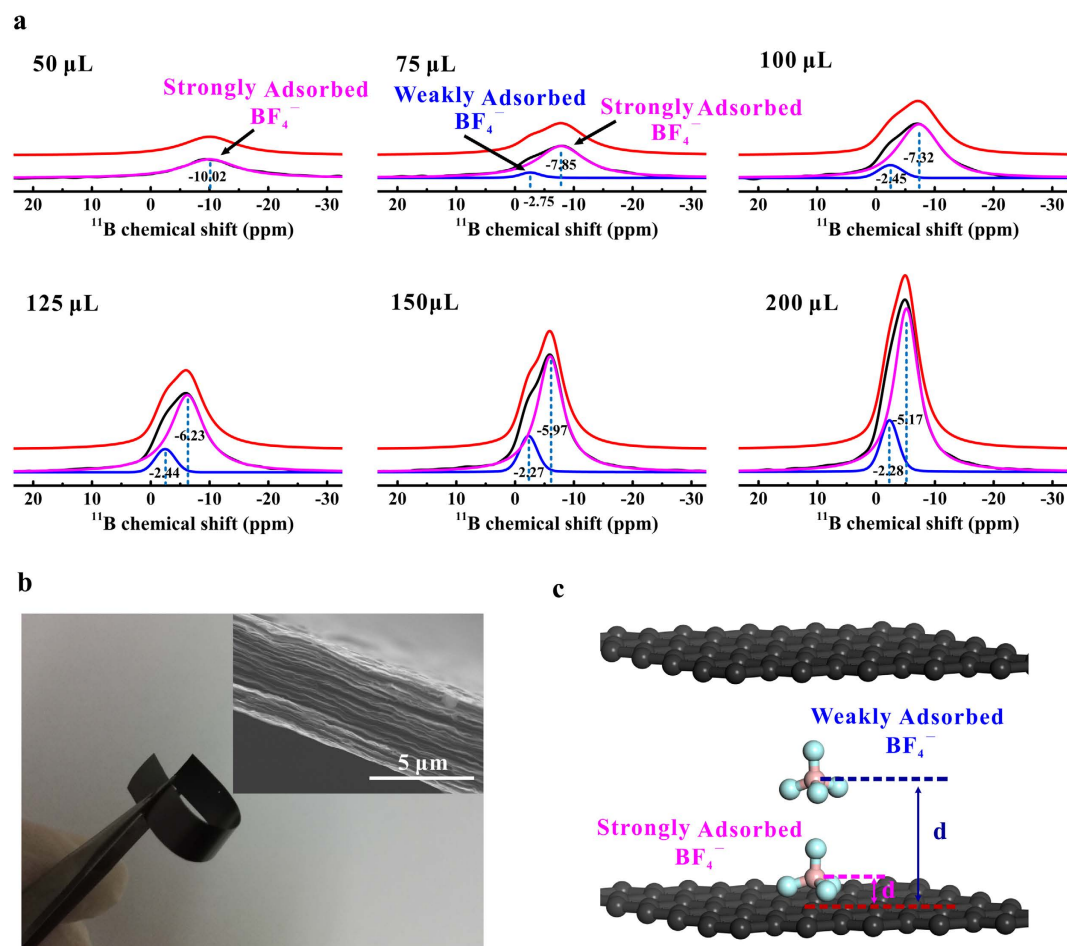 a
50 µL
Strongly Adsorbed
BF₄⁻
-10.02
20 10 0 -10 -20 -30
¹¹B chemical shift (ppm)
75 µL
Weakly Adsorbed
BF₄⁻
Strongly Adsorbed
BF₄⁻
-7.85
-2.75
20 10 0 -10 -20 -30
¹¹B chemical shift (ppm)
100 µL
-7.32
-2.45
20 10 0 -10 -20 -30
¹¹B chemical shift (ppm)
125 µL
-6.23
-2.44
20 10 0 -10 -20 -30
¹¹B chemical shift (ppm)
150µL
-5.97
-2.27
20 10 0 -10 -20 -30
¹¹B chemical shift (ppm)
200 µL
-5.17
-2.28
20 10 0 -10 -20 -30
¹¹B chemical shift (ppm)
b
5 µm
c
Weakly Adsorbed
BF₄⁻
d
Strongly Adsorbed
BF₄⁻
d